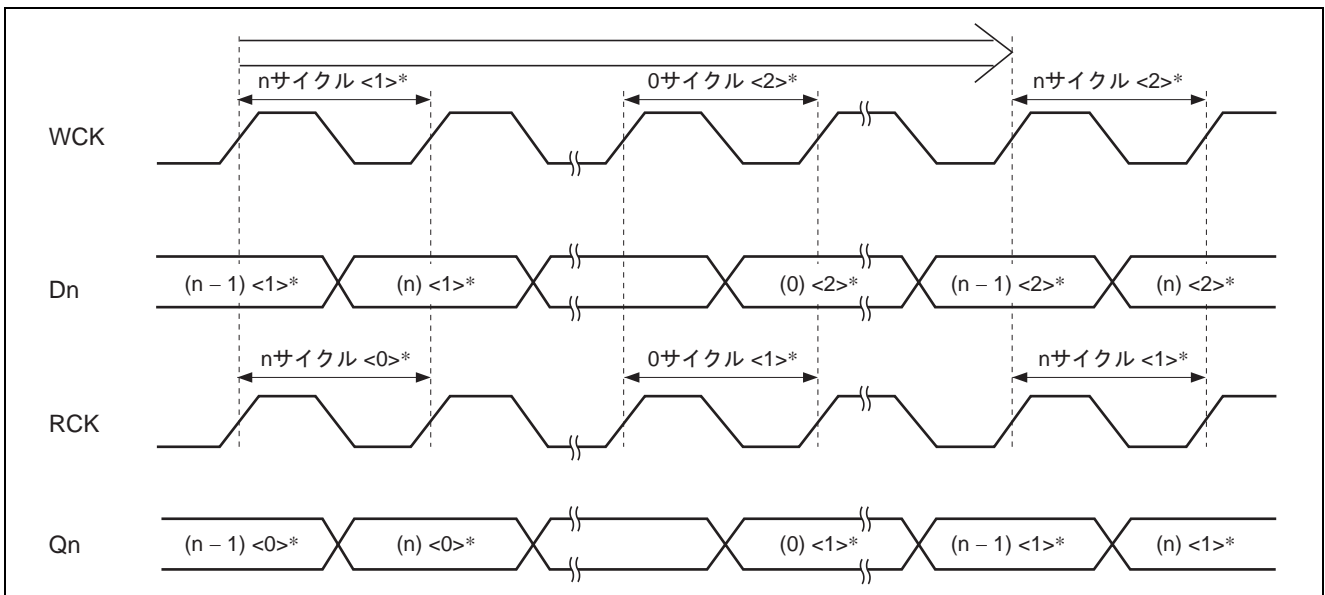 nサイクル <1>* 0サイクル <2>* nサイクル <2>*
WCK
Dn (n – 1) <1>* (n) <1>* (0) <2>* (n – 1) <2>* (n) <2>*
nサイクル <0>* 0サイクル <1>* nサイクル <1>*
RCK
Qn (n – 1) <0>* (n) <0>* (0) <1>* (n – 1) <1>* (n) <1>*